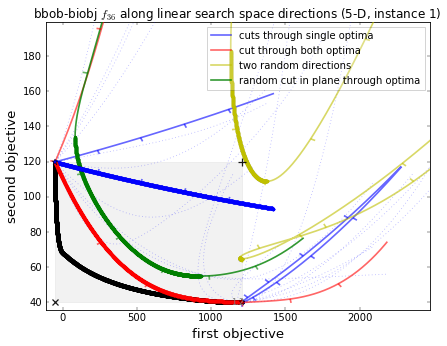 bbob-biobj f₃₆ along linear search space directions (5-D, instance 1)
cuts through single optima
cut through both optima
two random directions
random cut in plane through optima
180
160
140
120
100
80
60
40
second objective
0
500
1000
1500
2000
first objective